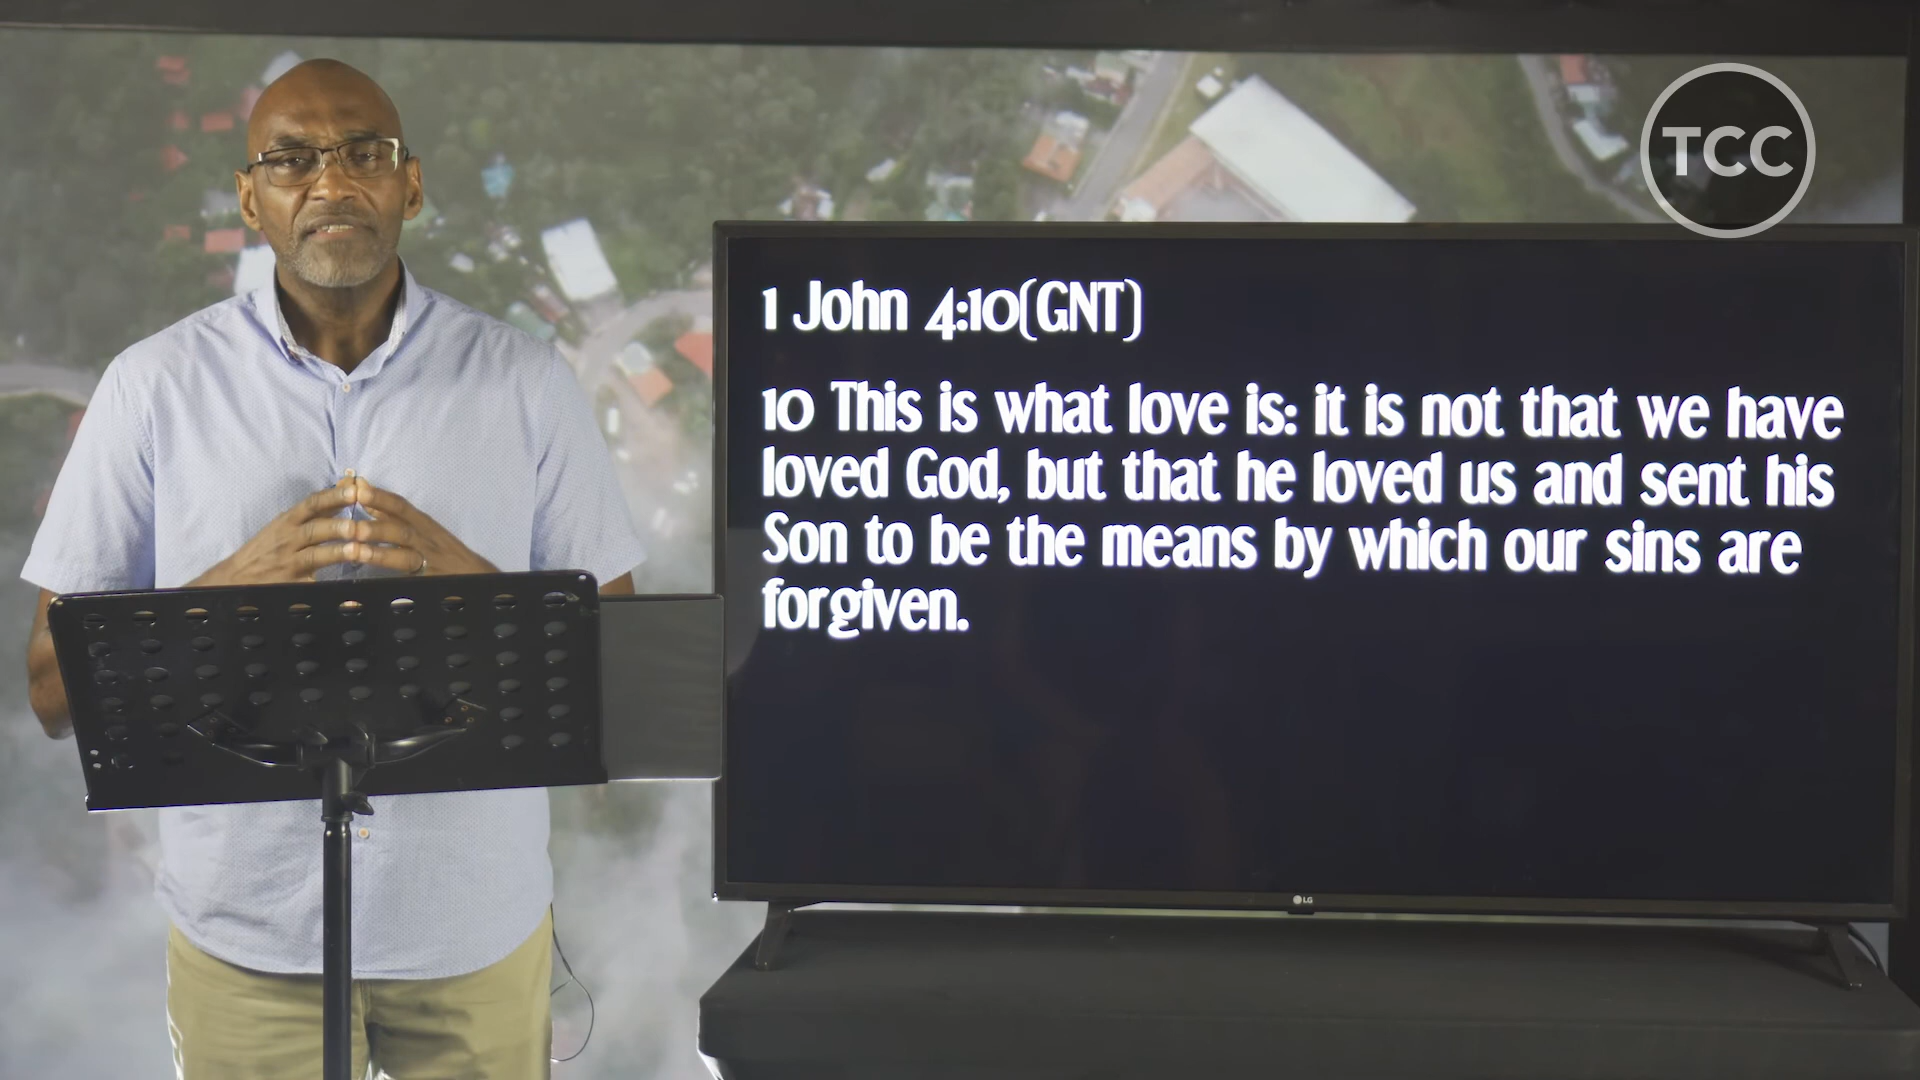 TCC
1 John 4:10(GNT)
10 This is what love is: it is not that we have
loved God, but that he loved us and sent his
Son to be the means by which our sins are
forgiven.
LG